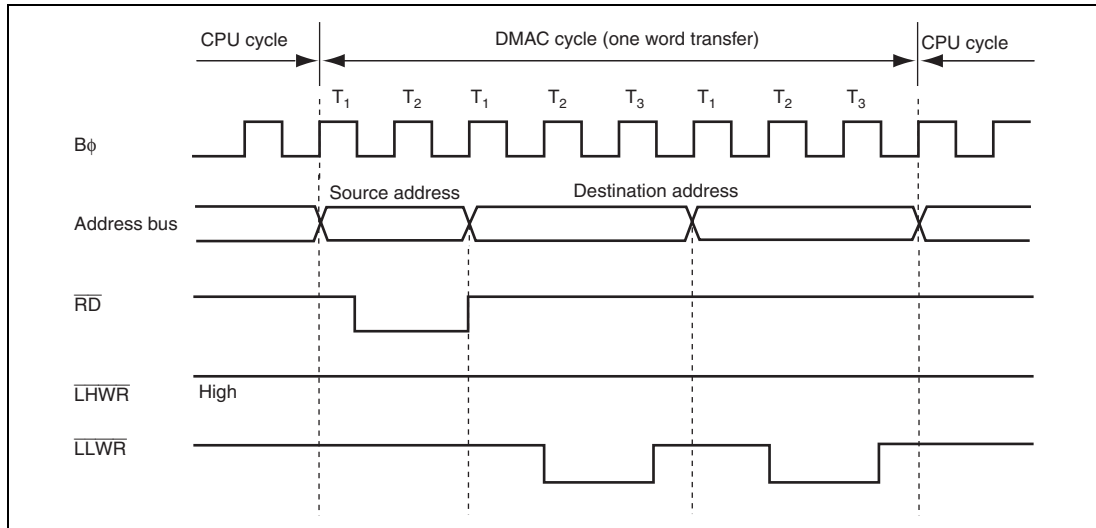 CPU cycle DMAC cycle (one word transfer) CPU cycle
T1 T2 T1 T2 T3 T1 T2 T3
Bϕ
Source address Destination address
Address bus
RD
LHWR High
LLWR